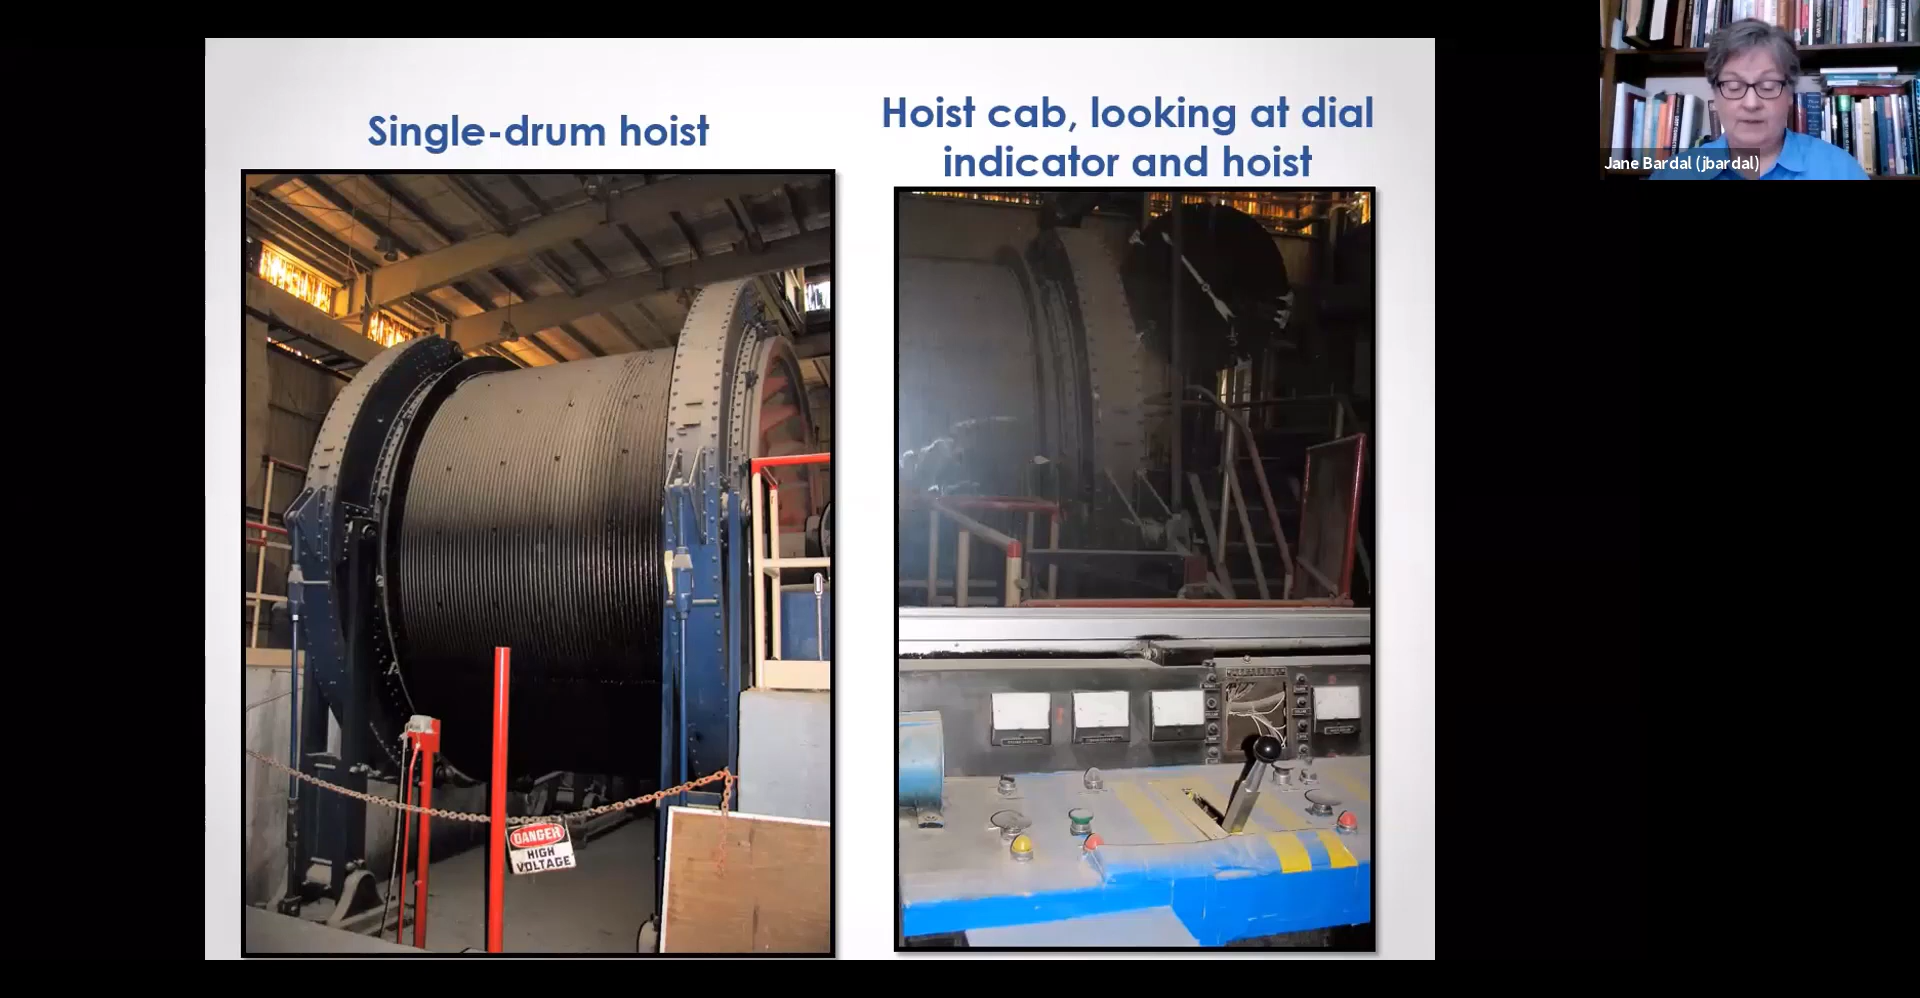 Single-drum hoist
Hoist cab, looking at dial
indicator and hoist
Jane Bardal (jbardal)
DANGER
HIGH
VOLTAGE